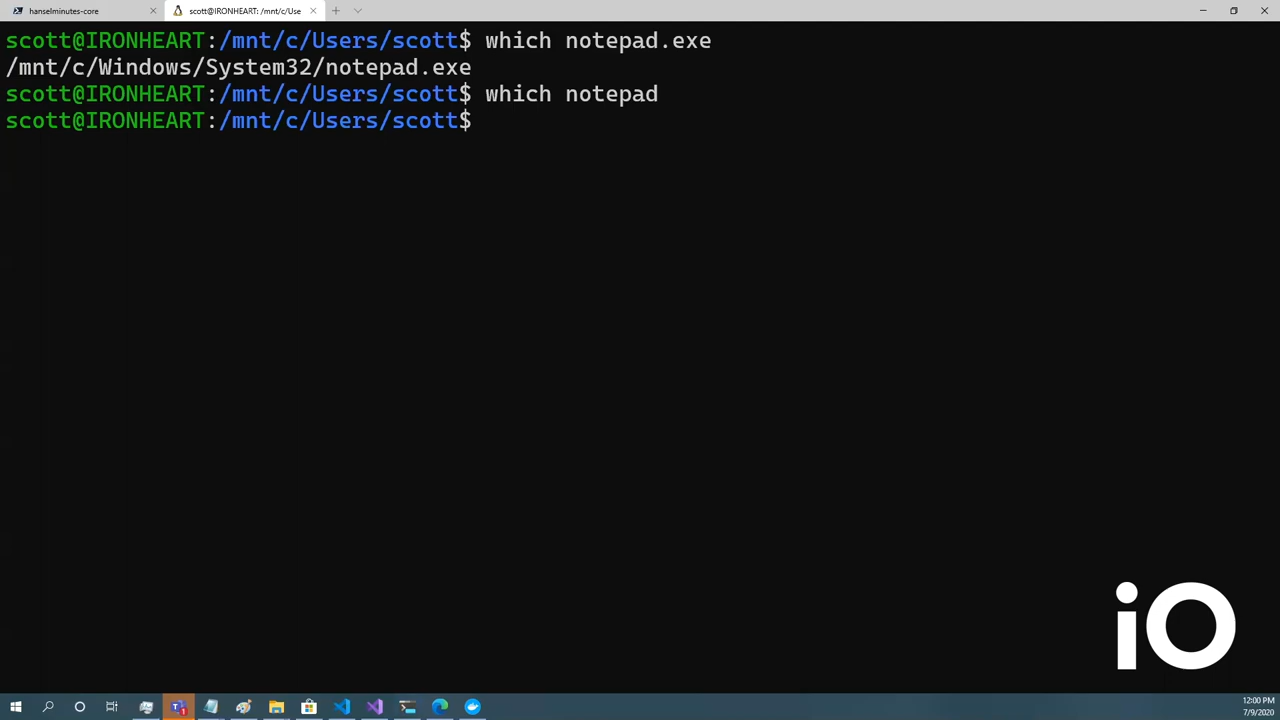 hanselminutes-core
scott@IRONHEART: /mnt/c/Use
scott@IRONHEART:/mnt/c/Users/scott$ which notepad.exe
/mnt/c/Windows/System32/notepad.exe
scott@IRONHEART:/mnt/c/Users/scott$ which notepad
scott@IRONHEART:/mnt/c/Users/scott$
iO
12:00 PM
7/9/2020